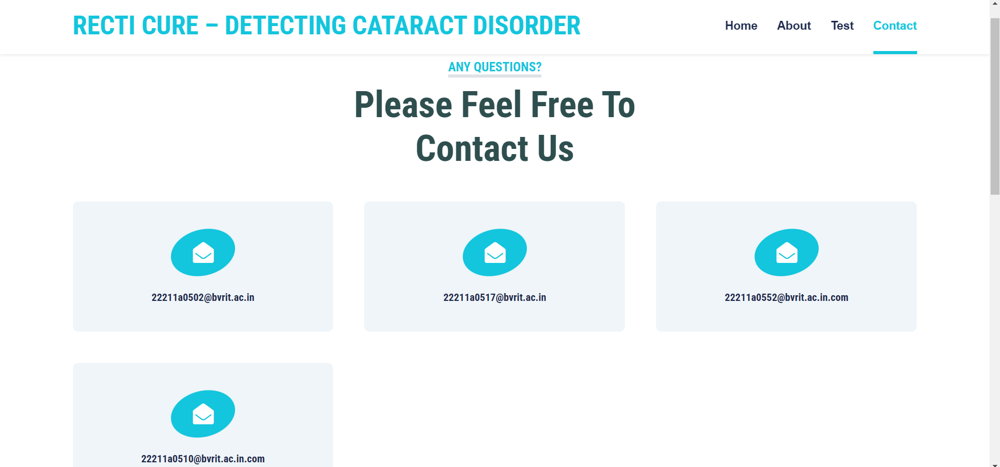 RECTI CURE – DETECTING CATARACT DISORDER
Home About Test Contact
ANY QUESTIONS?
Please Feel Free To
Contact Us
22211a0502@bvrit.ac.in
22211a0517@bvrit.ac.in
22211a0552@bvrit.ac.in.com
22211a0510@bvrit.ac.in.com